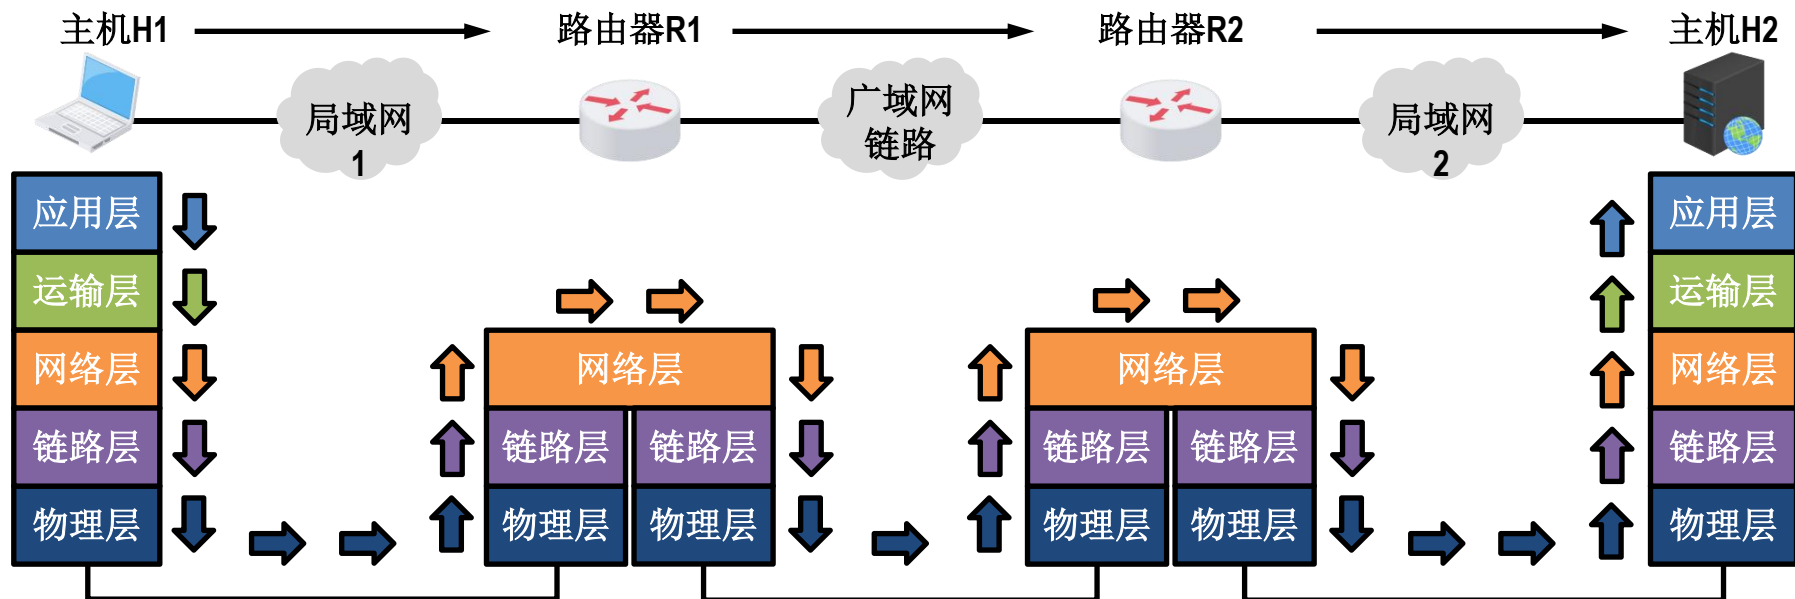 主机H1
路由器R1
路由器R2
主机H2
局域网
1
广域网
链路
局域网
2
应用层
运输层
网络层
链路层
物理层
网络层
链路层
链路层
物理层
物理层
网络层
链路层
链路层
物理层
物理层
应用层
运输层
网络层
链路层
物理层